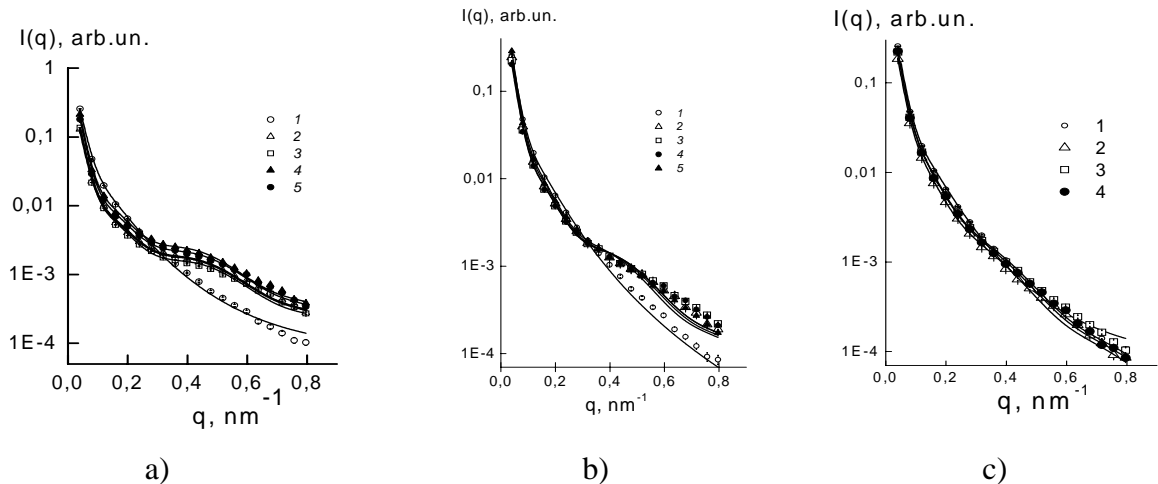 I(q), arb.un.
1
0,1
0,01
1E-3
1E-4
0,0 0,2 0,4 0,6 0,8
q, nm⁻¹
1
2
3
4
5
a)
I(q), arb.un.
0,1
0,01
1E-3
1E-4
0,0 0,2 0,4 0,6 0,8
q, nm⁻¹
1
2
3
4
5
b)
I(q), arb.un.
0,1
0,01
1E-3
1E-4
0,0 0,2 0,4 0,6 0,8
q, nm⁻¹
1
2
3
4
c)